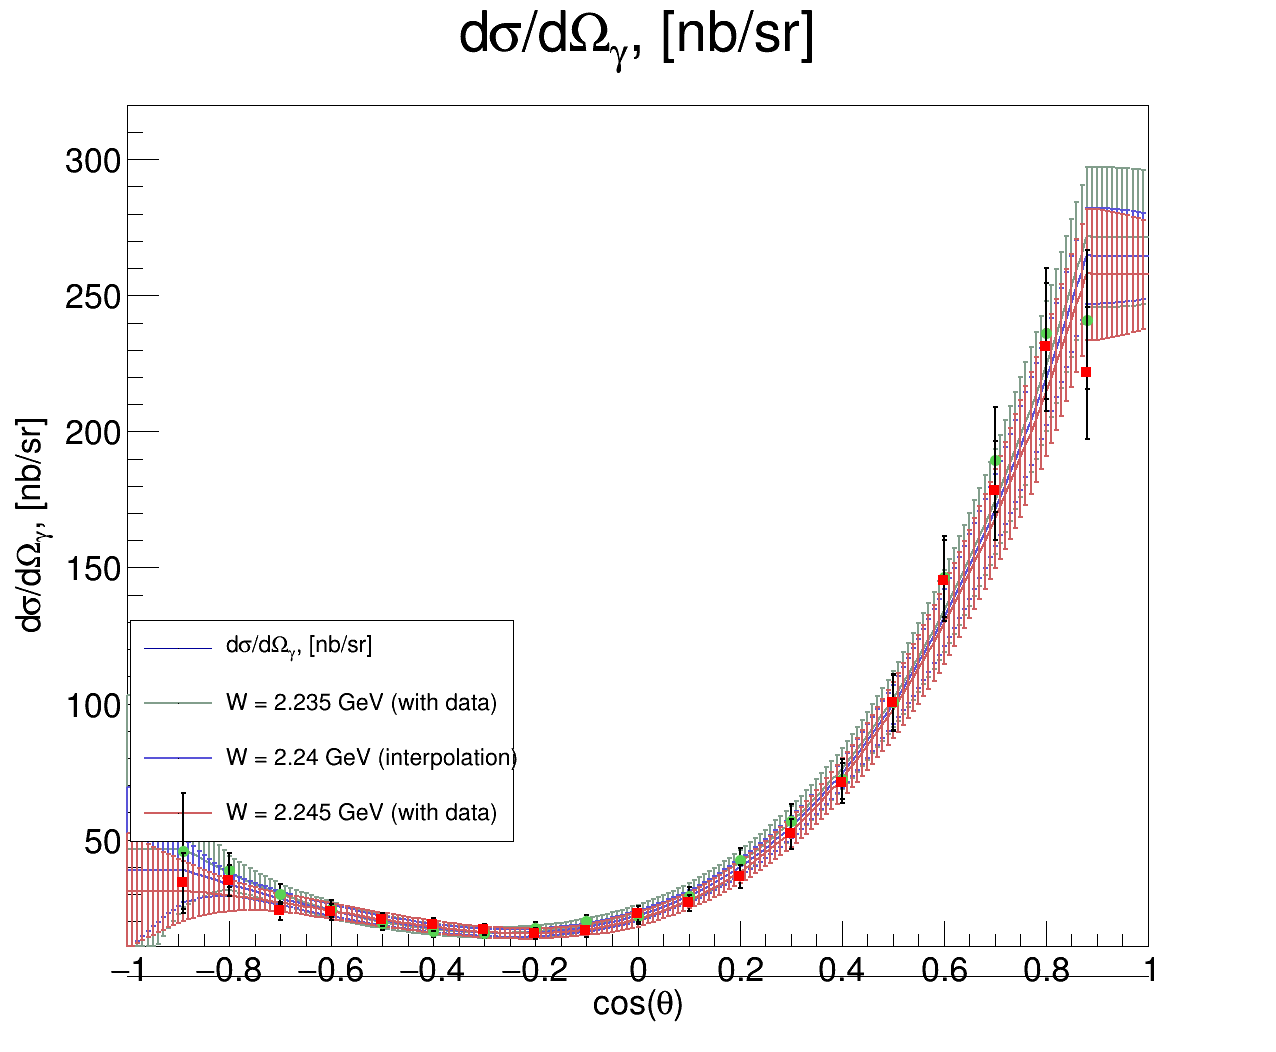 dσ/dΩγ, [nb/sr]
300
250
200
150
100
50
dσ/dΩγ, [nb/sr]
dσ/dΩγ, [nb/sr]
W = 2.235 GeV (with data)
W = 2.24 GeV (interpolation)
W = 2.245 GeV (with data)
−1 −0.8 −0.6 −0.4 −0.2 0 0.2 0.4 0.6 0.8 1
cos(θ)